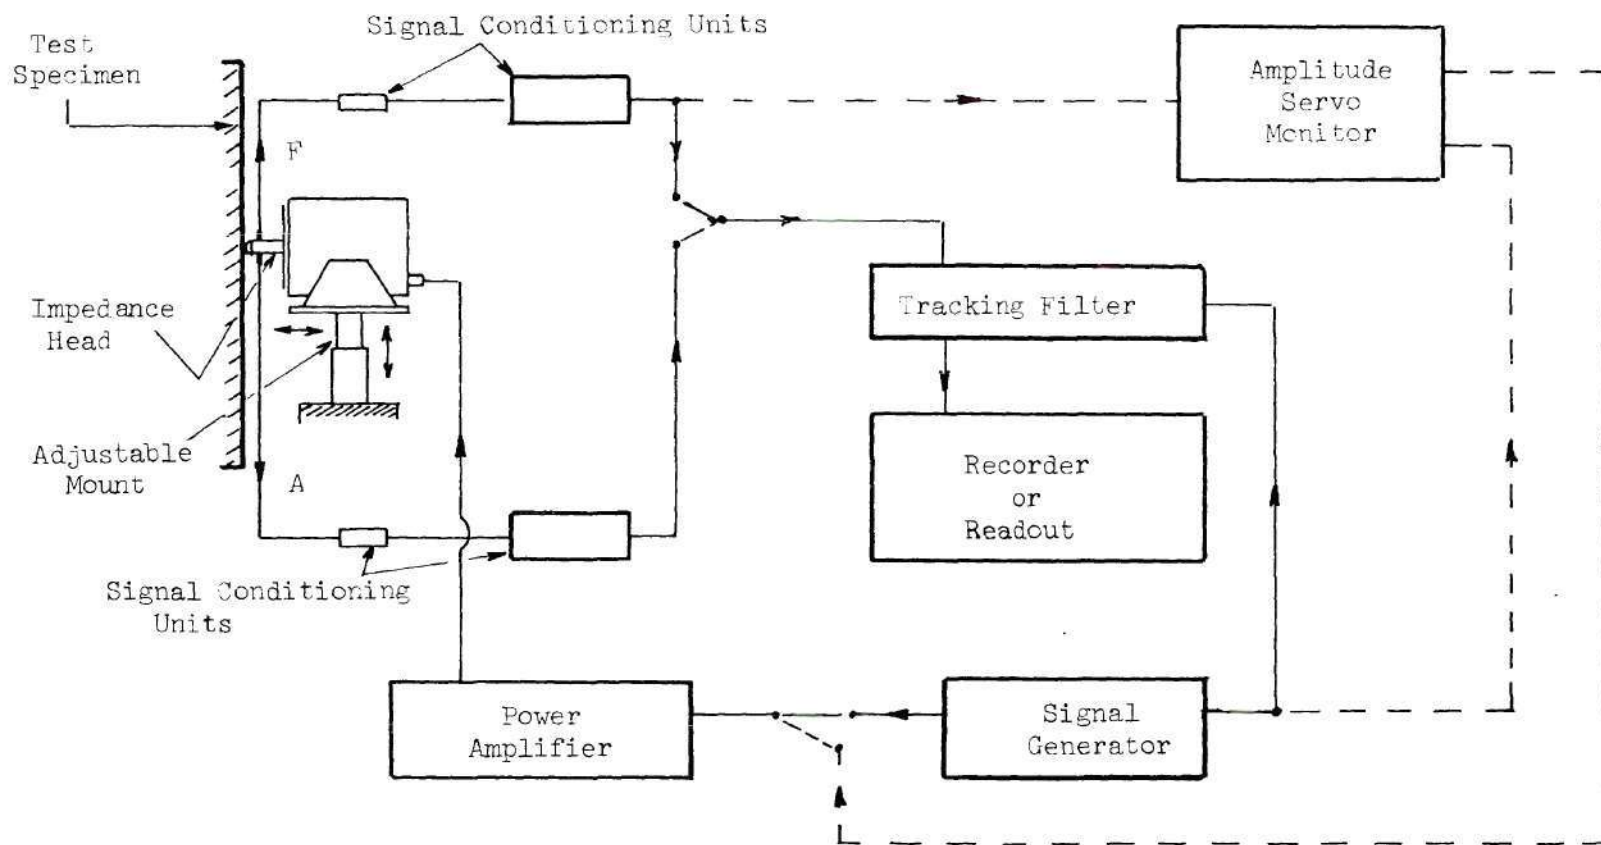 Signal Conditioning Units
Test
Specimen
Amplitude
Servo
Monitor
F
Impedance
Head
Tracking Filter
Adjustable
Mount
A
Recorder
or
Readout
Signal Conditioning
Units
Power
Amplifier
Signal
Generator